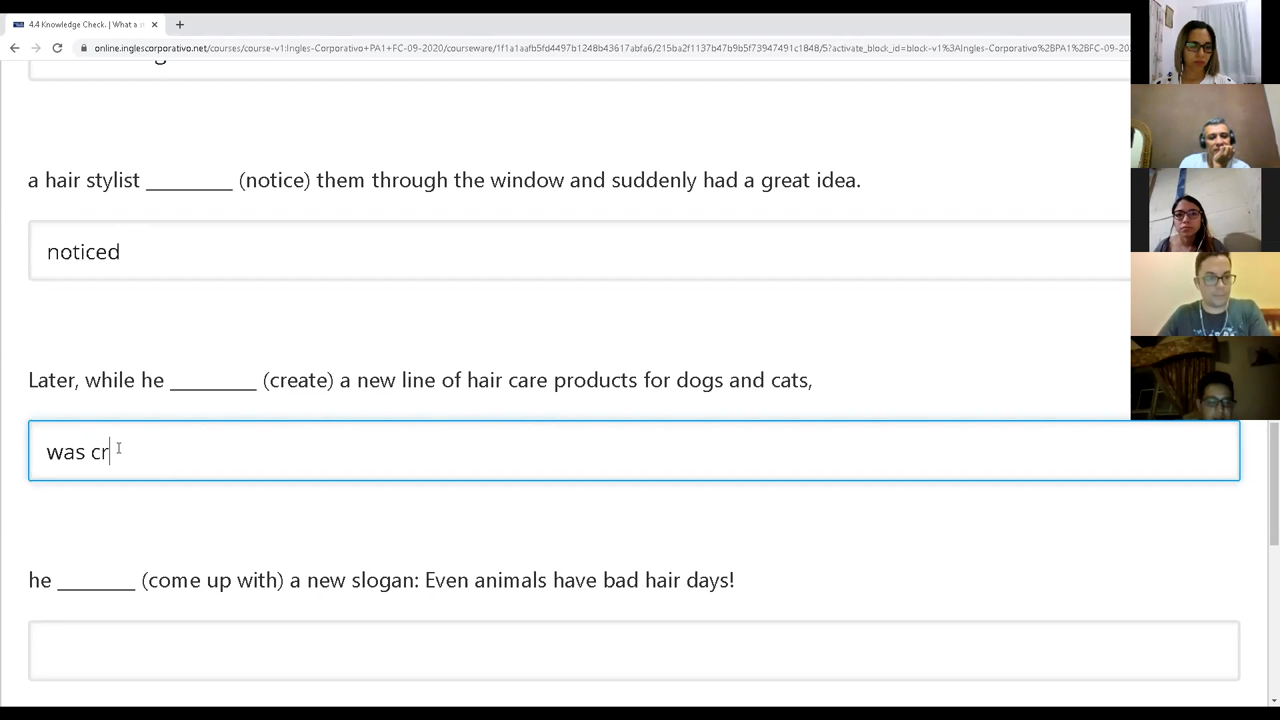 4.4 Knowledge Check. | What a
online.inglescorporativo.net/courses/course-v1:Ingles-Corporativo+PA1+FC-09-2020/courseware/1f1a1aafb5fd4497b1248b43617abfa6/215ba2f1137b47b9b5f73947491c1848/5?activate_block_id=block-v1%3AIngles-Corporativo%2BPA1%2BFC-09-20
a hair stylist ________ (notice) them through the window and suddenly had a great idea.
noticed
Later, while he ________ (create) a new line of hair care products for dogs and cats,
was cr
he _______ (come up with) a new slogan: Even animals have bad hair days!